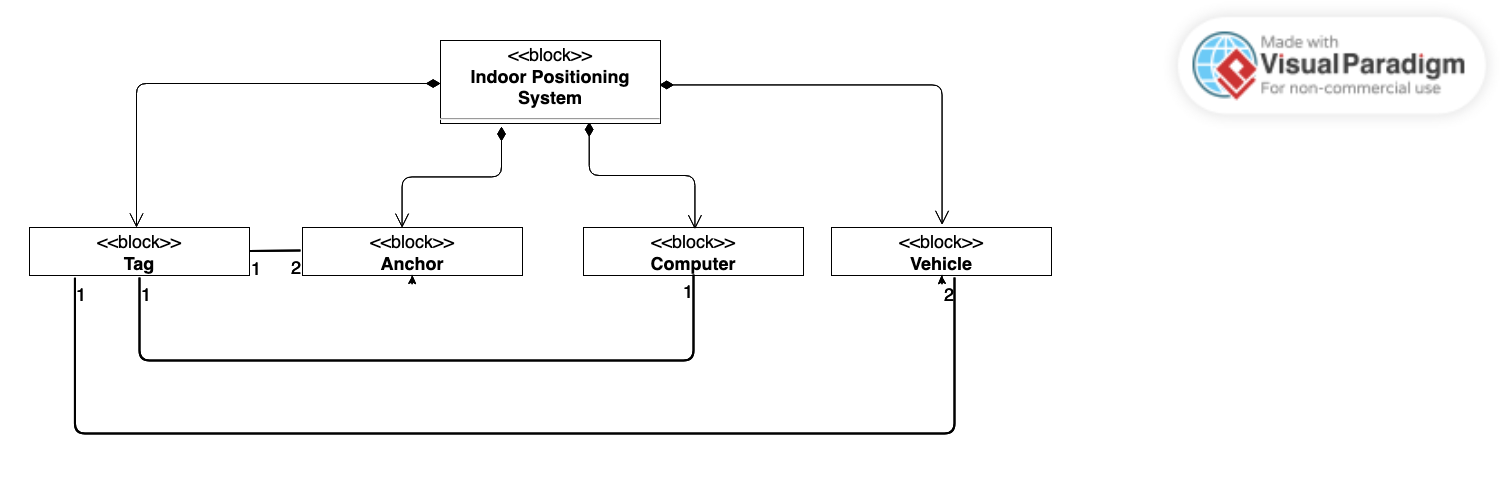 <<block>>
Indoor Positioning
System
Made with
Visual Paradigm
For non-commercial use
<<block>>
Tag
<<block>>
Anchor
<<block>>
Computer
<<block>>
Vehicle
1
2
1
1
1
2